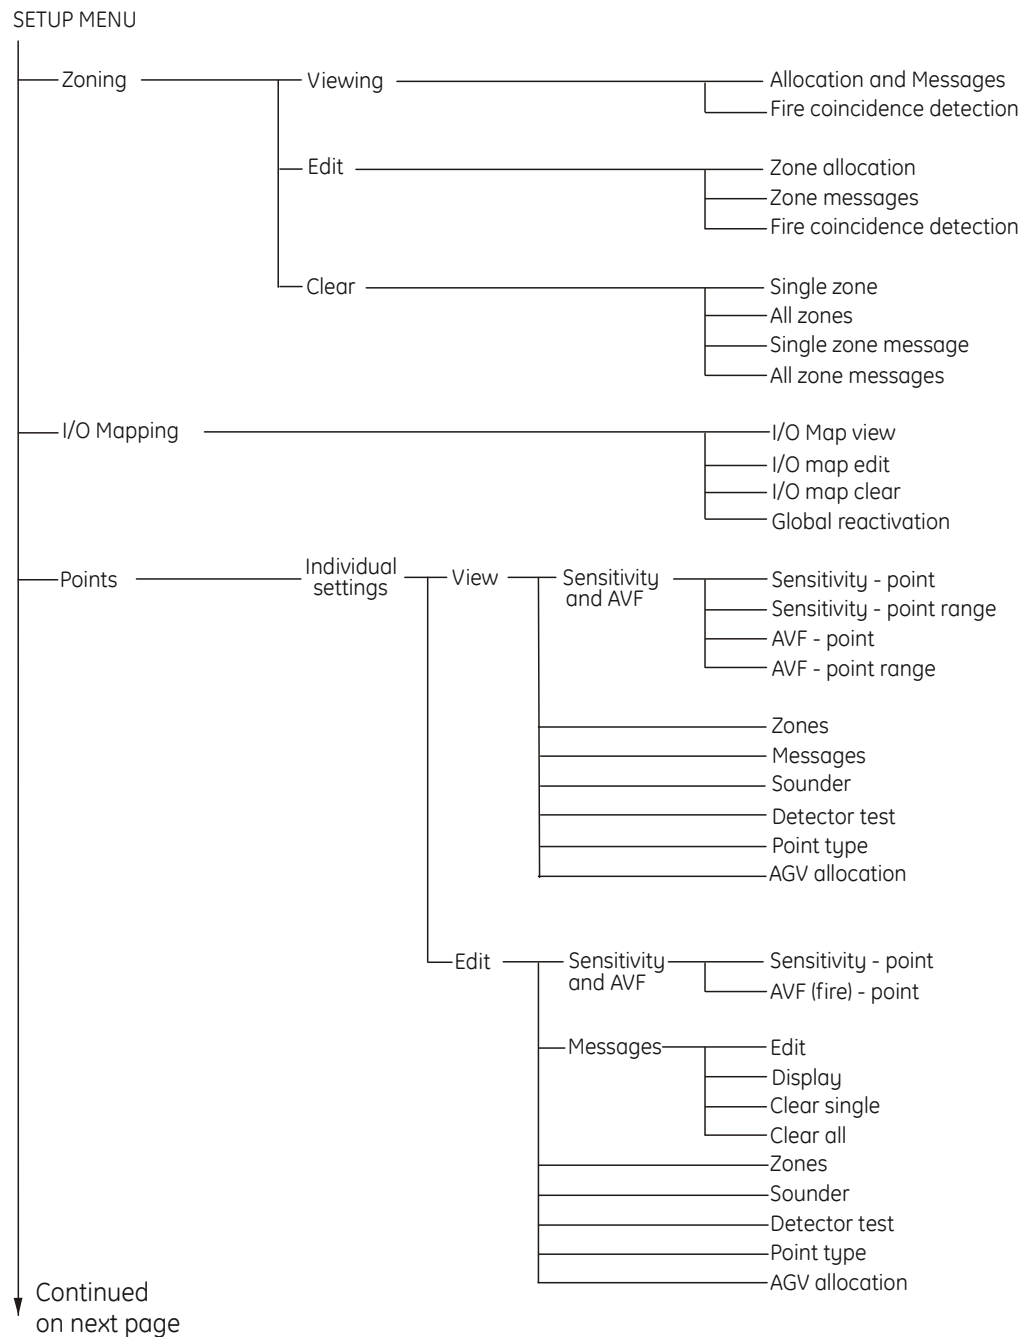 SETUP MENU
Zoning
Viewing
Allocation and Messages
Fire coincidence detection
Edit
Zone allocation
Zone messages
Fire coincidence detection
Clear
Single zone
All zones
Single zone message
All zone messages
I/O Mapping
I/O Map view
I/O map edit
I/O map clear
Global reactivation
Points
Individual
settings
View
Sensitivity
and AVF
Sensitivity - point
Sensitivity - point range
AVF - point
AVF - point range
Zones
Messages
Sounder
Detector test
Point type
AGV allocation
Edit
Sensitivity
and AVF
Sensitivity - point
AVF (fire) - point
Messages
Edit
Display
Clear single
Clear all
Zones
Sounder
Detector test
Point type
AGV allocation
Continued
on next page